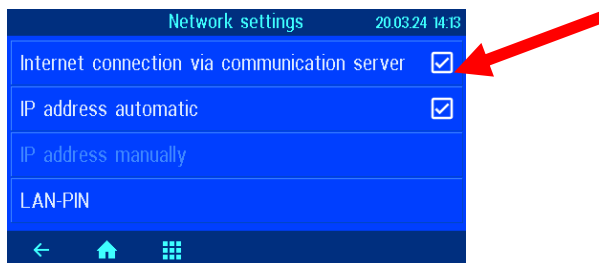 Network settings 20.03.24 14:13
Internet connection via communication server
IP address automatic
IP address manually
LAN-PIN